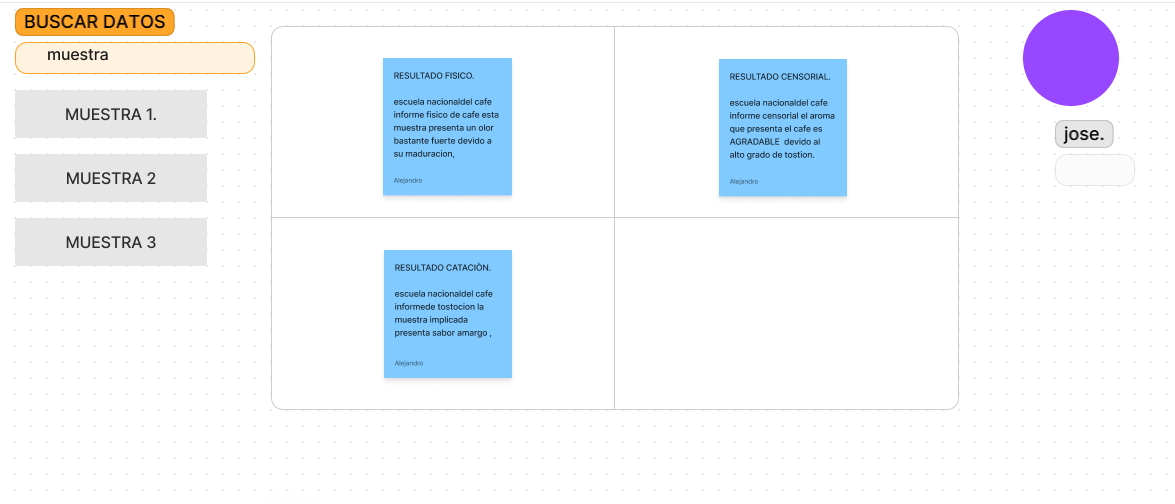 BUSCAR DATOS
muestra
MUESTRA 1.
MUESTRA 2
MUESTRA 3
RESULTADO FISICO.
escuela nacionaldel cafe
informe fisico de cafe esta
muestra presenta un olor
bastante fuerte devido a
su maduracion,
Alejandro
RESULTADO CENSORIAL.
escuela nacionaldel cafe
informe censorial el aroma
que presenta el cafe es
AGRADABLE devido al
alto grado de tostion.
Alejandro
RESULTADO CATACIÒN.
escuela nacionaldel cafe
informede tostocion la
muestra implicada
presenta sabor amargo ,
Alejandro
jose.